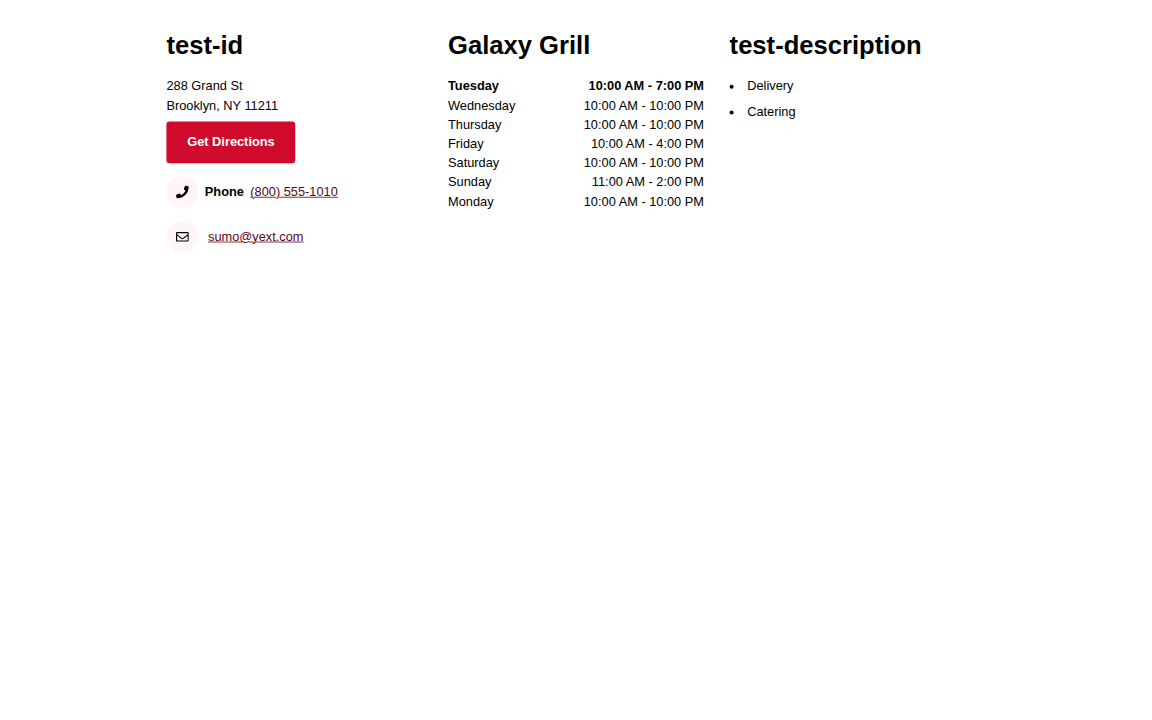 test-id
288 Grand St
Brooklyn, NY 11211
Get Directions
Phone (800) 555-1010
sumo@yext.com
Galaxy Grill
Tuesday 10:00 AM - 7:00 PM
Wednesday 10:00 AM - 10:00 PM
Thursday 10:00 AM - 10:00 PM
Friday 10:00 AM - 4:00 PM
Saturday 10:00 AM - 10:00 PM
Sunday 11:00 AM - 2:00 PM
Monday 10:00 AM - 10:00 PM
test-description
• Delivery
• Catering